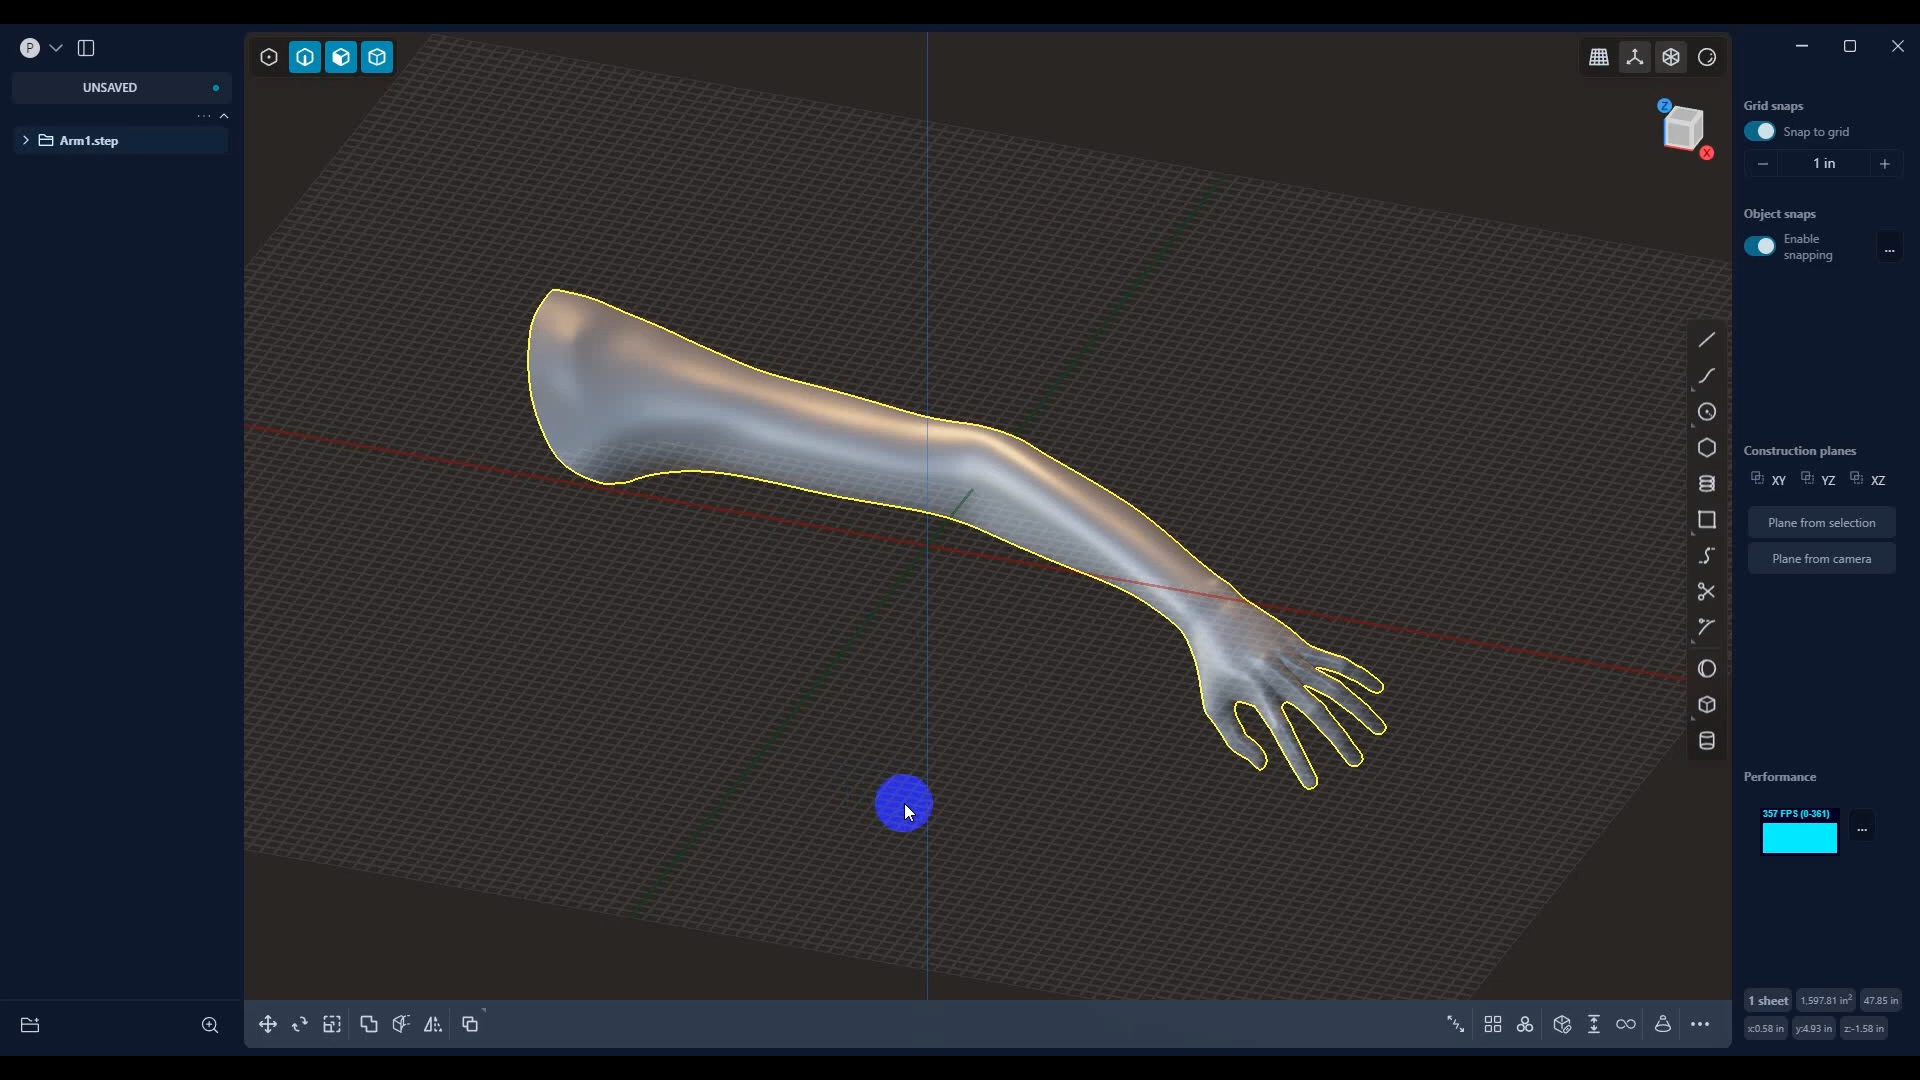 P
UNSAVED
...
Arm1.step
Z
X
Grid snaps
Snap to grid
1 in
Object snaps
Enable
snapping
...
Construction planes
XY YZ XZ
Plane from selection
Plane from camera
Performance
357 FPS (0-361)
...
1 sheet 1,597.81 in² 47.85 in
x:0.58 in y:4.93 in z:-1.58 in